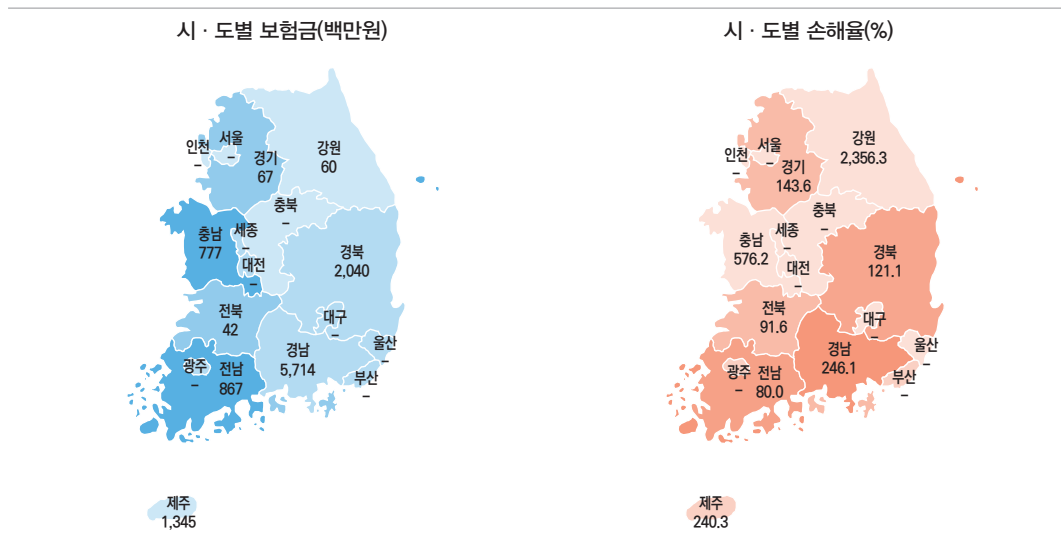 시 · 도별 보험금(백만원)
서울
–
인천
–
경기
67
강원
60
충북
–
충남
777
세종
–
대전
–
경북
2,040
전북
42
대구
–
울산
–
경남
5,714
부산
–
광주
–
전남
867
제주
1,345
시 · 도별 손해율(%)
서울
–
인천
–
경기
143.6
강원
2,356.3
충북
–
충남
576.2
세종
–
대전
–
경북
121.1
전북
91.6
대구
–
울산
–
경남
246.1
부산
–
광주
–
전남
80.0
제주
240.3